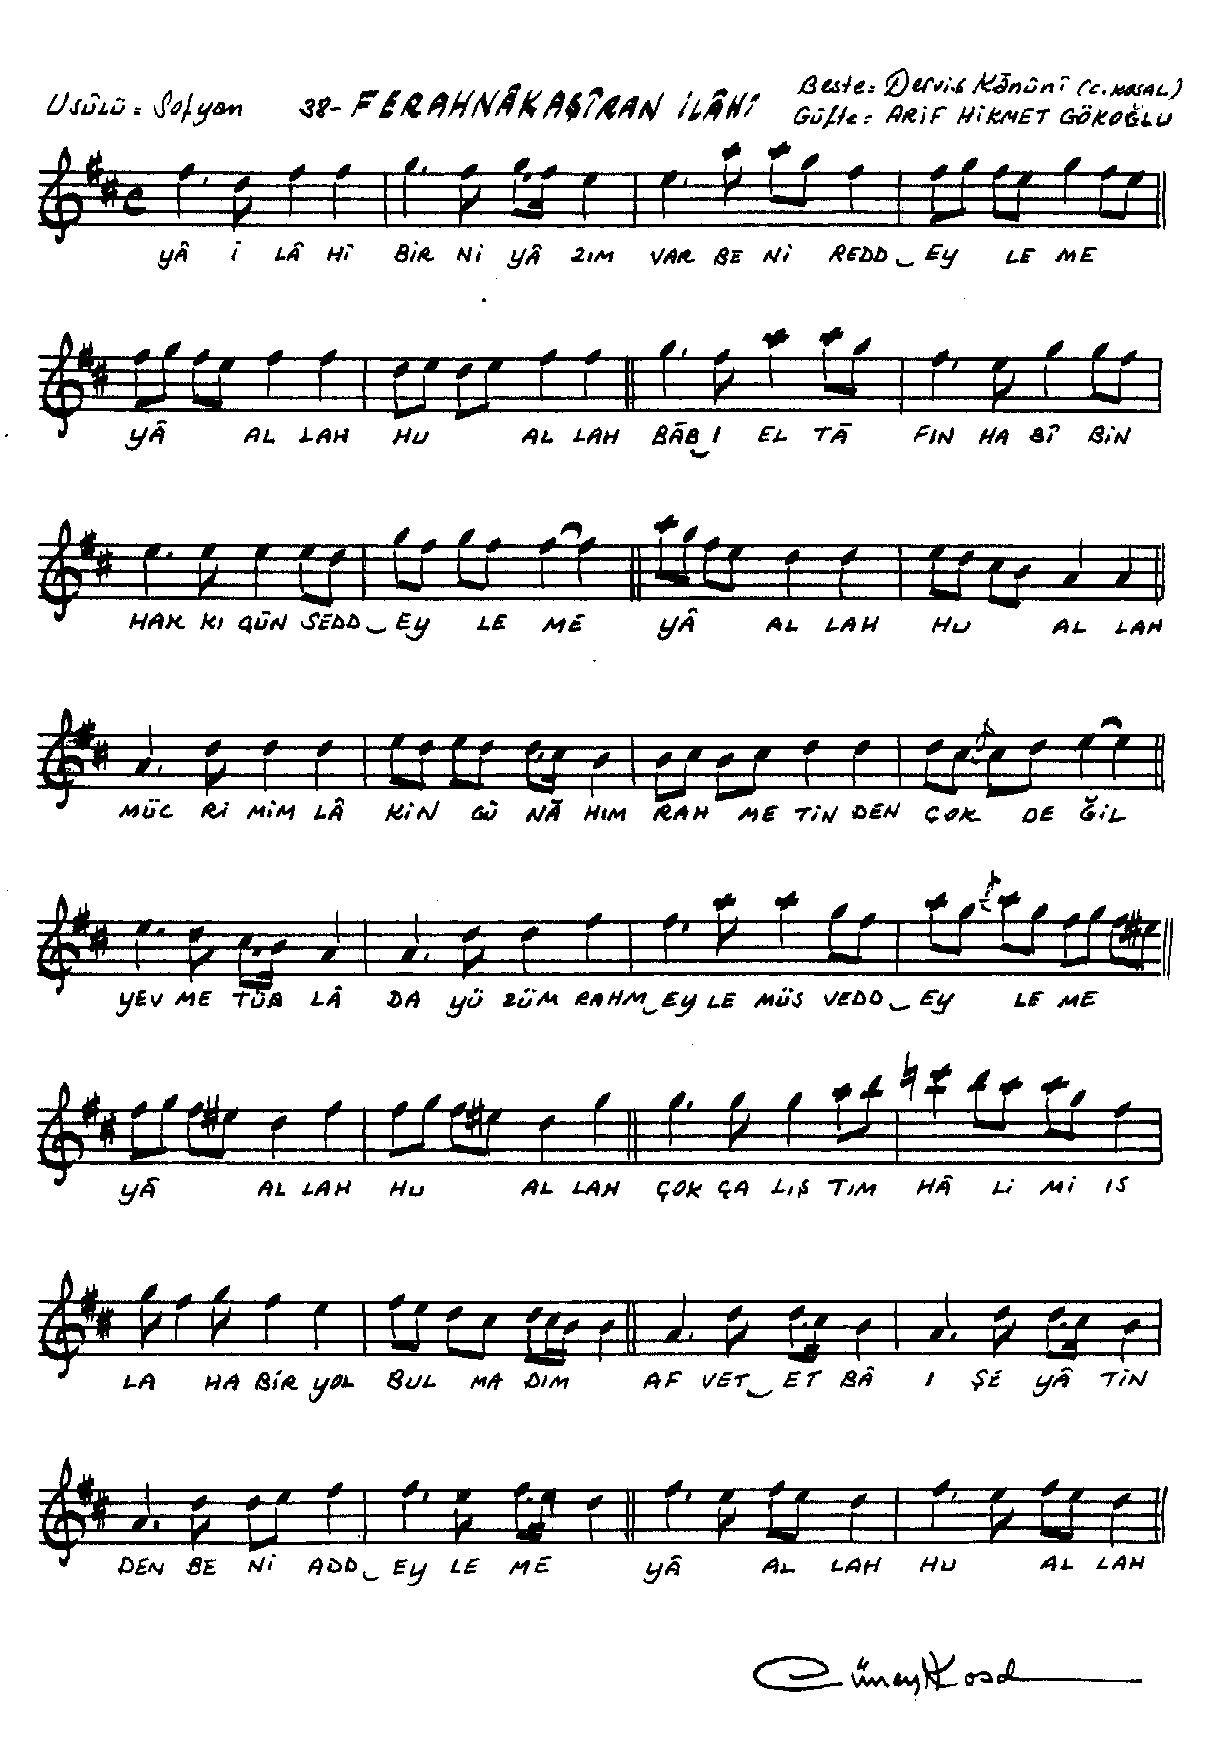 Usûlü = Sofyan 38- FERAHNÂKAŞÎRAN İLÂHİ Beste: Derviş Kânûnî (C. KOSAL)
Güfte: ARİF HİKMET GÖKOĞLU
YÂ İ LÂ Hİ BİR Nİ YÂ ZIM VAR BE Nİ REDD‿EY LE ME
YÂ AL LAH HU AL LAH BÂB‿I EL TÂ FIN HA BÎ BİN
HAK KI ÇÜN SEDD‿EY LE ME YÂ AL LAH HU AL LAH
MÜC Rİ MİM LÂ KİN GÜ NÂ HIM RAH ME TİN DEN ÇOK DE ĞİL
YEV ME TÜB LÂ DA YÜ ZÜM RAHM‿EY LE MÜS VEDD‿EY LE ME
YÂ AL LAH HU AL LAH ÇOK ÇA LIŞ TIM HÂ Lİ Mİ IS
LA HA BİR YOL BUL MA DIM AF VET‿ET BÂ I ŞE YÂ TİN
DEN BE Nİ ADD‿EY LE ME YÂ AL LAH HU AL LAH
Cüneyt Kosal